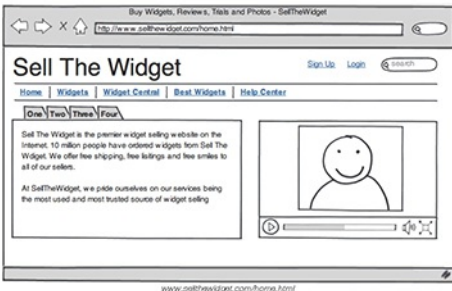 Buy Widgets, Reviews, Trials and Photos - SellTheWidget
http://www.sellthewidget.com/home.html
Sell The Widget
Sign Up Login search
Home Widgets Widget Central Best Widgets Help Center
One Two Three Four
Sell The Widget is the premier widget selling website on the
Internet. 10 million people have ordered widgets from Sell The
Wdiget. We offer free shipping, free listings and free smiles to
all of our sellers.
At SellTheWidget, we pride ourselves on our services being
the most used and most trusted source of widget selling
www.sellthewidget.com/home.html